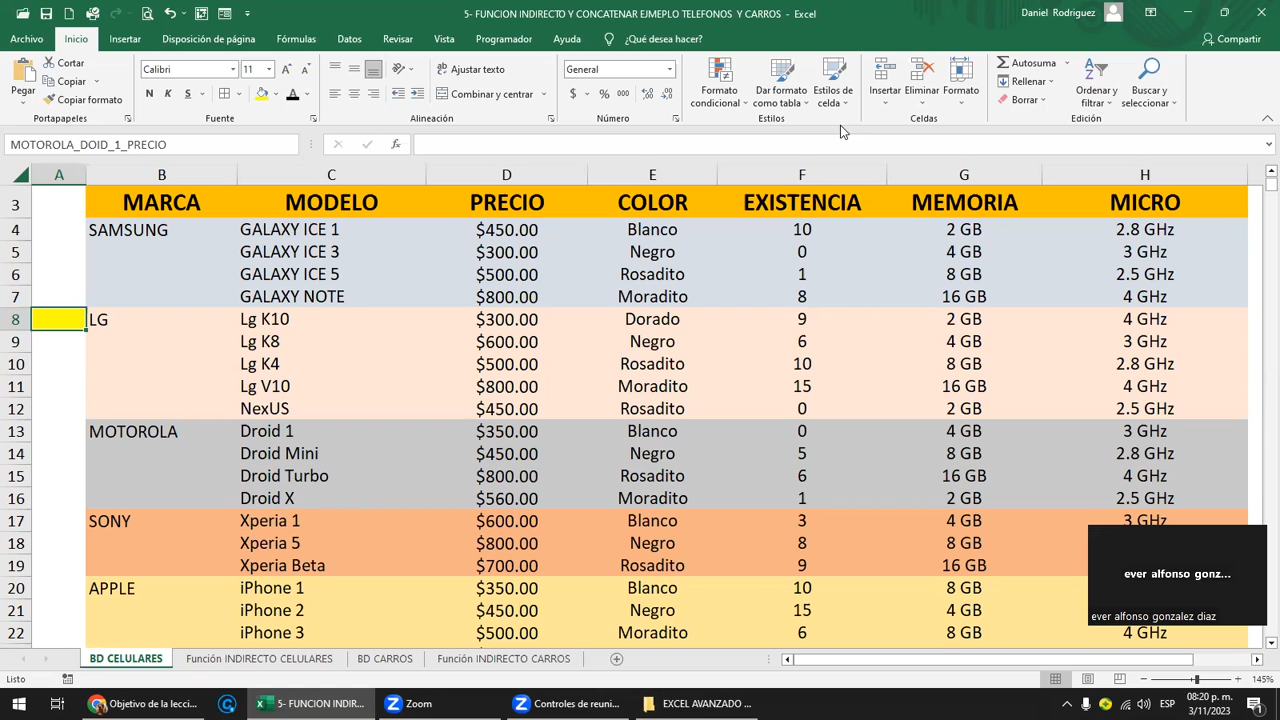 5- FUNCION INDIRECTO Y CONCATENAR EJMEPLO TELEFONOS Y CARROS - Excel
Daniel Rodriguez
Archivo Inicio Insertar Disposición de página Fórmulas Datos Revisar Vista Programador Ayuda ¿Qué desea hacer? Compartir
Pegar
Cortar
Copiar
Copiar formato
Portapapeles
Calibri 11
N K S
Fuente
Ajustar texto
Combinar y centrar
Alineación
General
$ % 000
Número
Formato condicional
Dar formato como tabla
Estilos de celda
Estilos
Insertar Eliminar Formato
Celdas
Autosuma
Rellenar
Borrar
Ordenar y filtrar
Buscar y seleccionar
Edición
MOTOROLA_DOID_1_PRECIO fx
A B C D E F G H
3 MARCA MODELO PRECIO COLOR EXISTENCIA MEMORIA MICRO
4 SAMSUNG GALAXY ICE 1 $450.00 Blanco 10 2 GB 2.8 GHz
5 GALAXY ICE 3 $300.00 Negro 0 4 GB 3 GHz
6 GALAXY ICE 5 $500.00 Rosadito 1 8 GB 2.5 GHz
7 GALAXY NOTE $800.00 Moradito 8 16 GB 4 GHz
8 LG Lg K10 $300.00 Dorado 9 2 GB 4 GHz
9 Lg K8 $600.00 Negro 6 4 GB 3 GHz
10 Lg K4 $500.00 Rosadito 10 8 GB 2.8 GHz
11 Lg V10 $800.00 Moradito 15 16 GB 4 GHz
12 NexUS $450.00 Rosadito 0 2 GB 2.5 GHz
13 MOTOROLA Droid 1 $350.00 Blanco 0 4 GB 3 GHz
14 Droid Mini $450.00 Negro 5 8 GB 2.8 GHz
15 Droid Turbo $800.00 Rosadito 6 16 GB 4 GHz
16 Droid X $560.00 Moradito 1 2 GB 2.5 GHz
17 SONY Xperia 1 $600.00 Blanco 3 4 GB 3 GHz
18 Xperia 5 $800.00 Negro 8 8 GB
19 Xperia Beta $700.00 Rosadito 9 16 GB
20 APPLE iPhone 1 $350.00 Blanco 10 8 GB
21 iPhone 2 $450.00 Negro 15 4 GB
22 iPhone 3 $500.00 Moradito 6 8 GB 4 GHz
ever alfonso gonz...
ever alfonso gonzalez diaz
BD CELULARES Función INDIRECTO CELULARES BD CARROS Función INDIRECTO CARROS
Listo 145%
Objetivo de la lecci... 5- FUNCION INDIR... Zoom Controles de reuni... EXCEL AVANZADO ... ESP
08:20 p. m.
3/11/2023